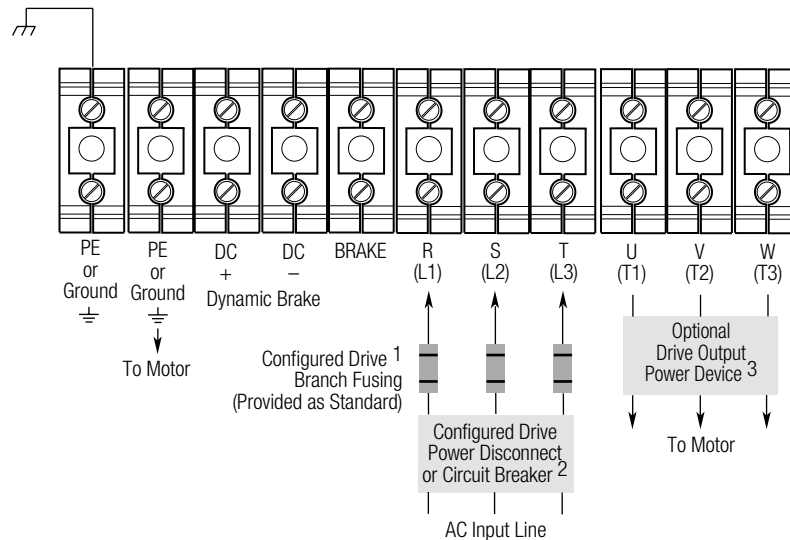 PE
or
Ground
PE
or
Ground
To Motor
DC
+
DC
–
Dynamic Brake
BRAKE
R
(L1)
S
(L2)
T
(L3)
U
(T1)
V
(T2)
W
(T3)
Configured Drive 1
Branch Fusing
(Provided as Standard)
Optional
Drive Output
Power Device 3
Configured Drive
Power Disconnect
or Circuit Breaker 2
To Motor
AC Input Line